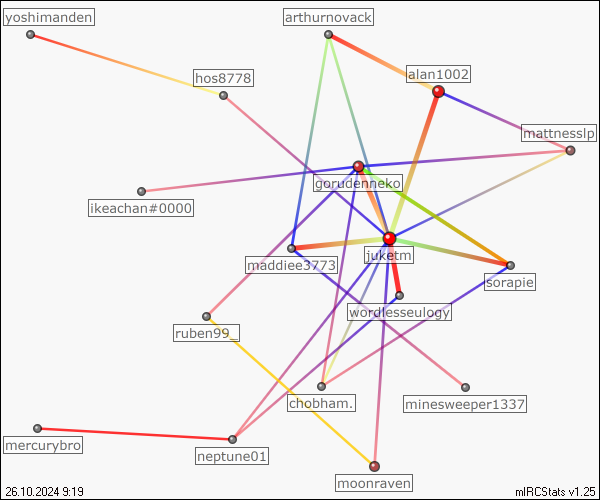 yoshimanden
arthurnovack
alan1002
hos8778
mattnesslp
gorudenneko
ikeachan#0000
juketm
maddiee3773
sorapie
wordlesseulogy
ruben99_
chobham.
minesweeper1337
mercurybro
neptune01
moonraven
26.10.2024 9:19
mIRCStats v1.25